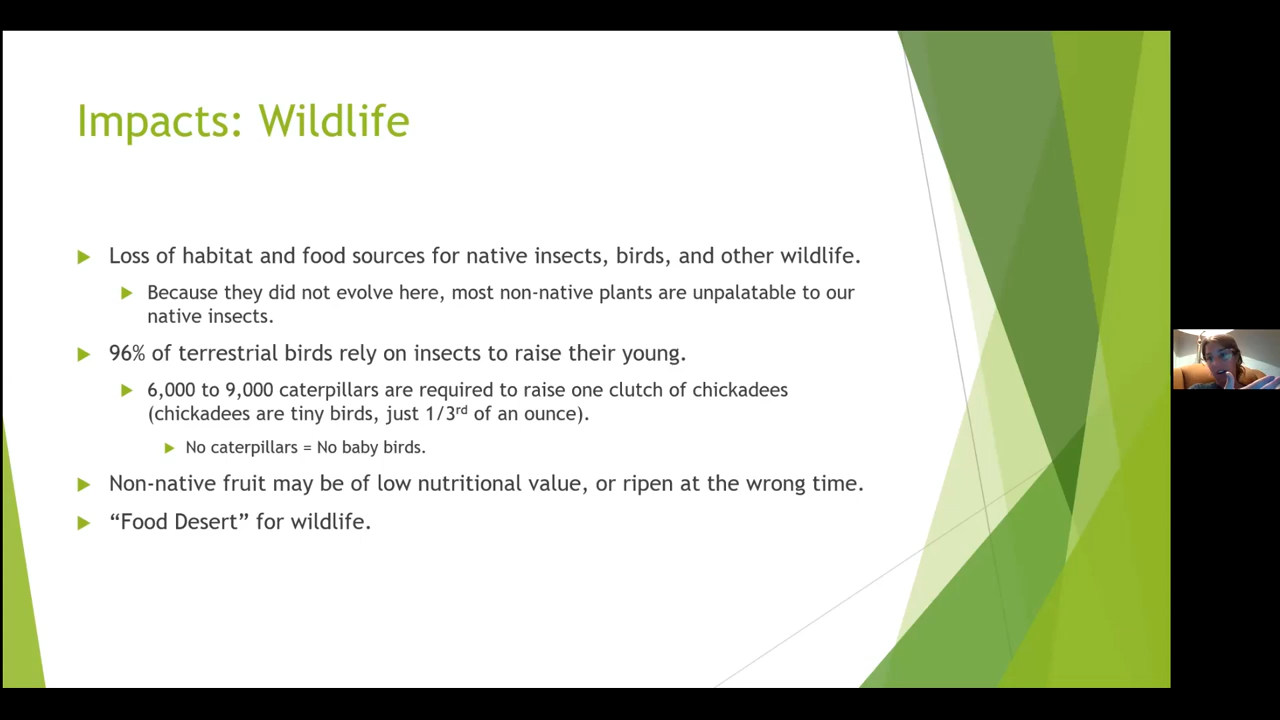 Impacts: Wildlife
Loss of habitat and food sources for native insects, birds, and other wildlife.
Because they did not evolve here, most non-native plants are unpalatable to our
native insects.
96% of terrestrial birds rely on insects to raise their young.
6,000 to 9,000 caterpillars are required to raise one clutch of chickadees
(chickadees are tiny birds, just 1/3rd of an ounce).
No caterpillars = No baby birds.
Non-native fruit may be of low nutritional value, or ripen at the wrong time.
“Food Desert” for wildlife.